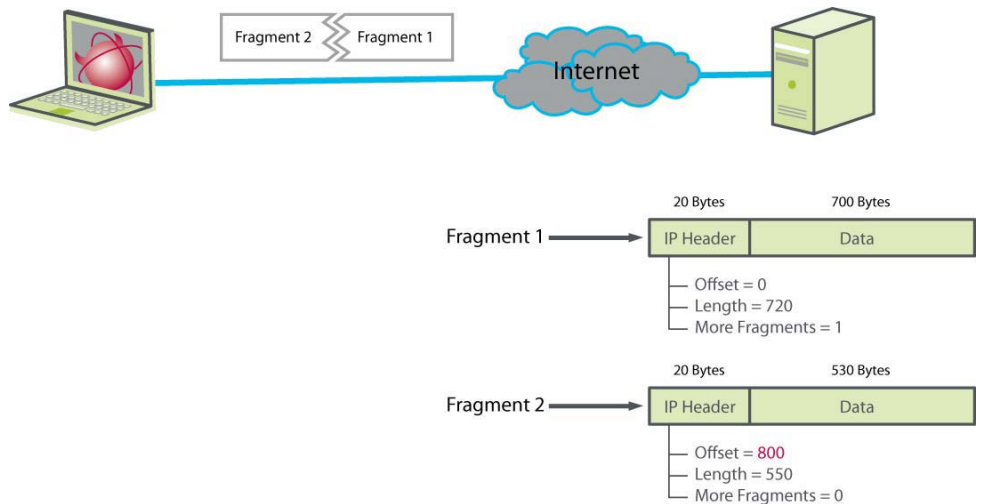 Fragment 2
Fragment 1
Internet
20 Bytes
700 Bytes
Fragment 1
IP Header
Data
Offset = 0
Length = 720
More Fragments = 1
20 Bytes
530 Bytes
Fragment 2
IP Header
Data
Offset = 800
Length = 550
More Fragments = 0